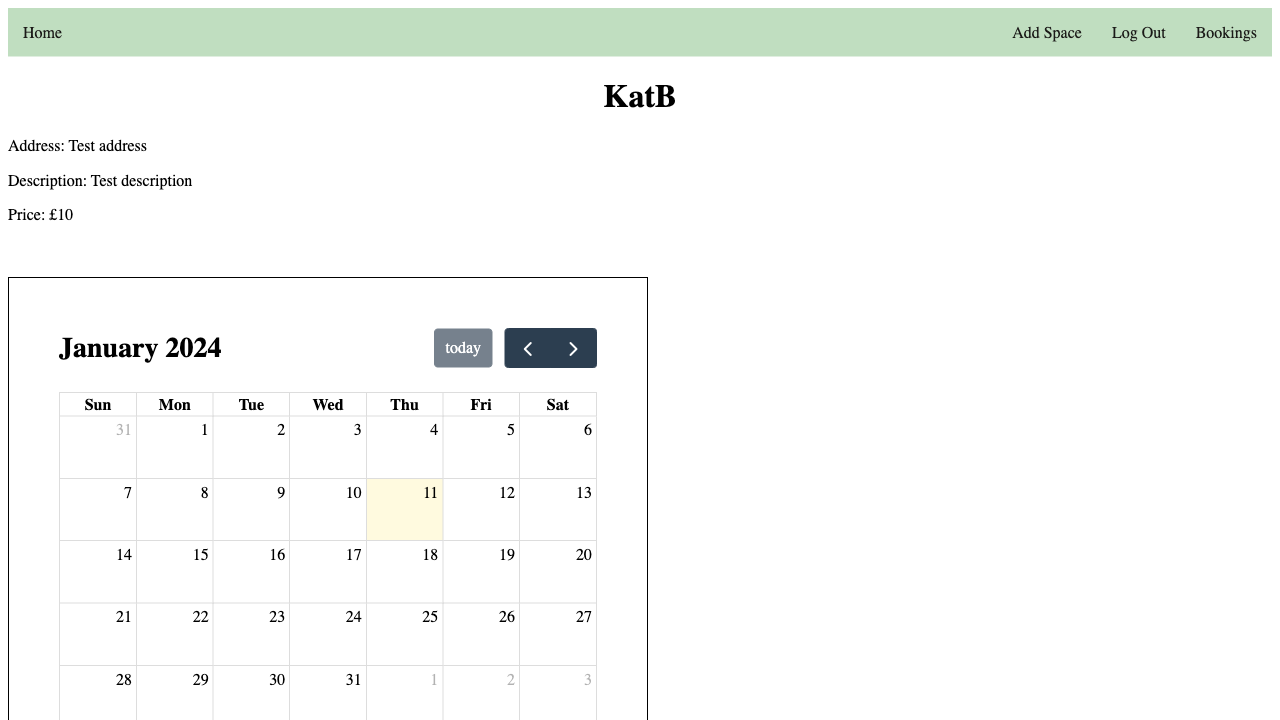 Home Add Space Log Out Bookings
KatB
Address: Test address
Description: Test description
Price: £10
January 2024 today
Sun Mon Tue Wed Thu Fri Sat
31 1 2 3 4 5 6
7 8 9 10 11 12 13
14 15 16 17 18 19 20
21 22 23 24 25 26 27
28 29 30 31 1 2 3